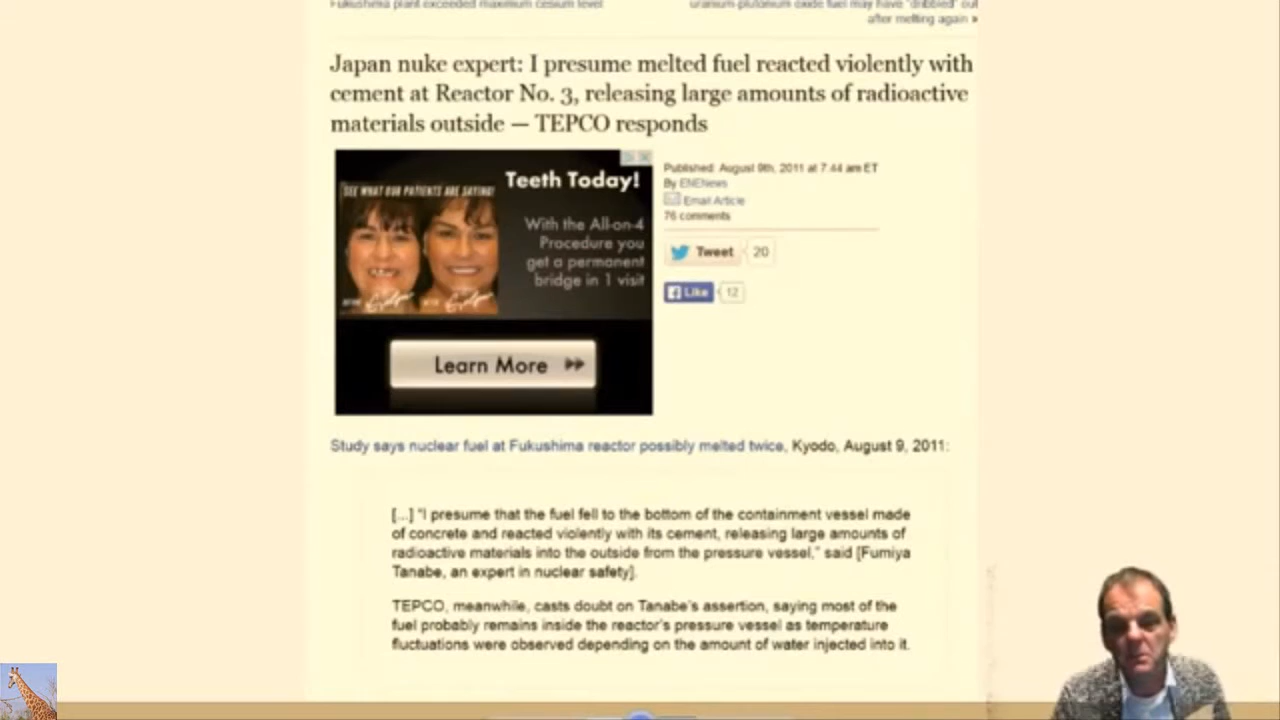 Fukushima plant exceeded maximum cesium level
uranium-plutonium oxide fuel may have "dribbled" out
after melting again »
Japan nuke expert: I presume melted fuel reacted violently with
cement at Reactor No. 3, releasing large amounts of radioactive
materials outside — TEPCO responds
SEE WHAT OUR PATIENTS ARE SAYING!
Teeth Today!
With the All-on-4
Procedure you
get a permanent
bridge in 1 visit
Learn More
Published: August 9th, 2011 at 7:44 am ET
By ENENews
Email Article
76 comments
Tweet 20
Like 12
Study says nuclear fuel at Fukushima reactor possibly melted twice, Kyodo, August 9, 2011:
[...] “I presume that the fuel fell to the bottom of the containment vessel made
of concrete and reacted violently with its cement, releasing large amounts of
radioactive materials into the outside from the pressure vessel,” said [Fumiya
Tanabe, an expert in nuclear safety].
TEPCO, meanwhile, casts doubt on Tanabe’s assertion, saying most of the
fuel probably remains inside the reactor’s pressure vessel as temperature
fluctuations were observed depending on the amount of water injected into it.